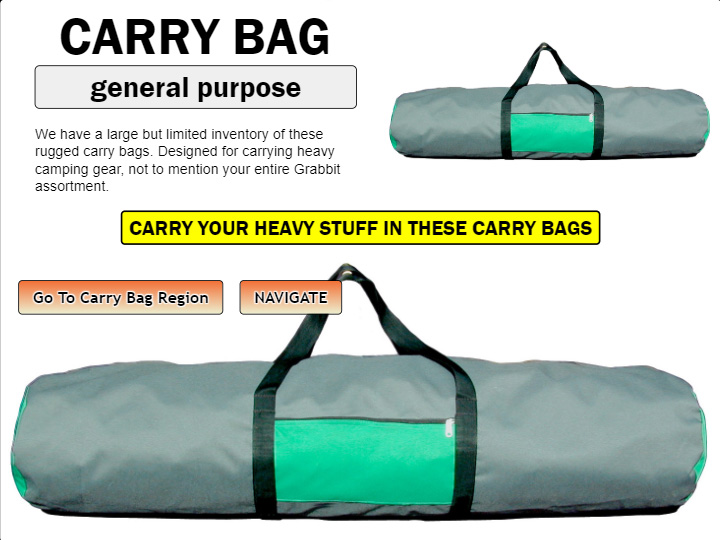 CARRY BAG
general purpose
We have a large but limited inventory of these
rugged carry bags. Designed for carrying heavy
camping gear, not to mention your entire Grabbit
assortment.
CARRY YOUR HEAVY STUFF IN THESE CARRY BAGS
Go To Carry Bag Region
NAVIGATE